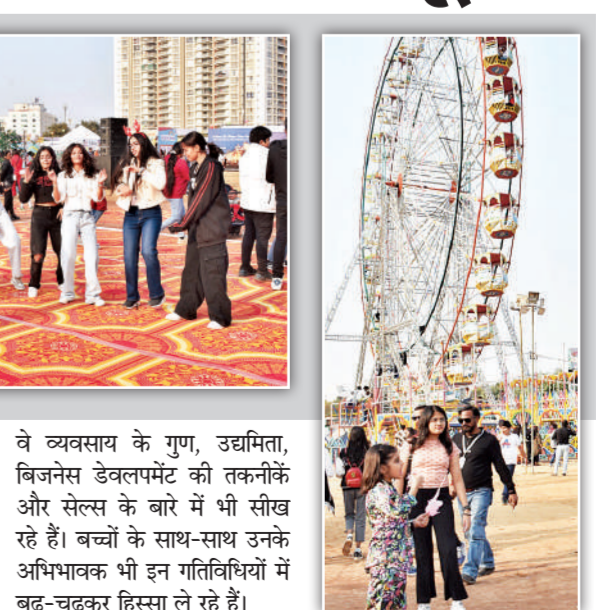 वे व्यवसाय के गुण, उद्यमिता,
बिजनेस डेवलपमेंट की तकनीकें
और सेल्स के बारे में भी सीख
रहे हैं। बच्चों के साथ-साथ उनके
अभिभावक भी इन गतिविधियों में
बढ़-चढ़कर हिस्सा ले रहे हैं।